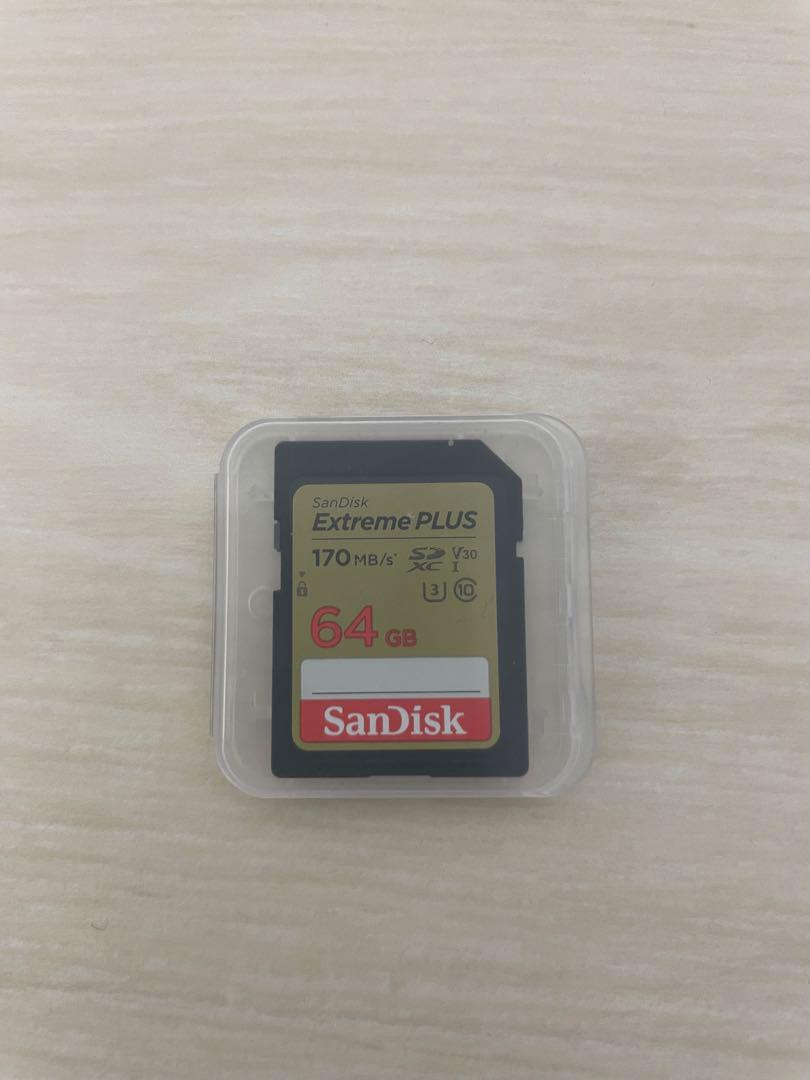 SanDisk
Extreme PLUS
170 MB/s* SD XC V30 I
3 10
64 GB
SanDisk